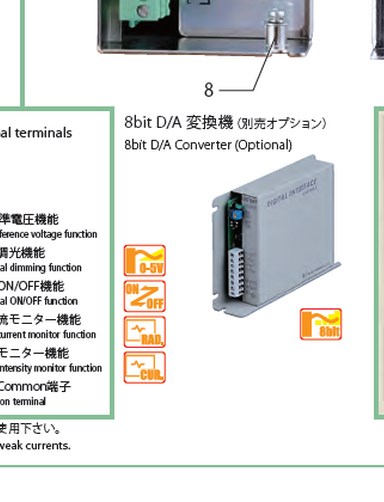 8
8bit D/A 変換機 (別売オプション)
8bit D/A Converter (Optional)
al terminals
準電圧機能
ference voltage function
調光機能
al dimming function
ON/OFF機能
al ON/OFF function
流モニター機能
current monitor function
モニター機能
ntensity monitor function
Common端子
on terminal
使用下さい。
weak currents.
0-5V
ON
OFF
RAD.
CUR.
DIGITAL INTERFACE
8bit